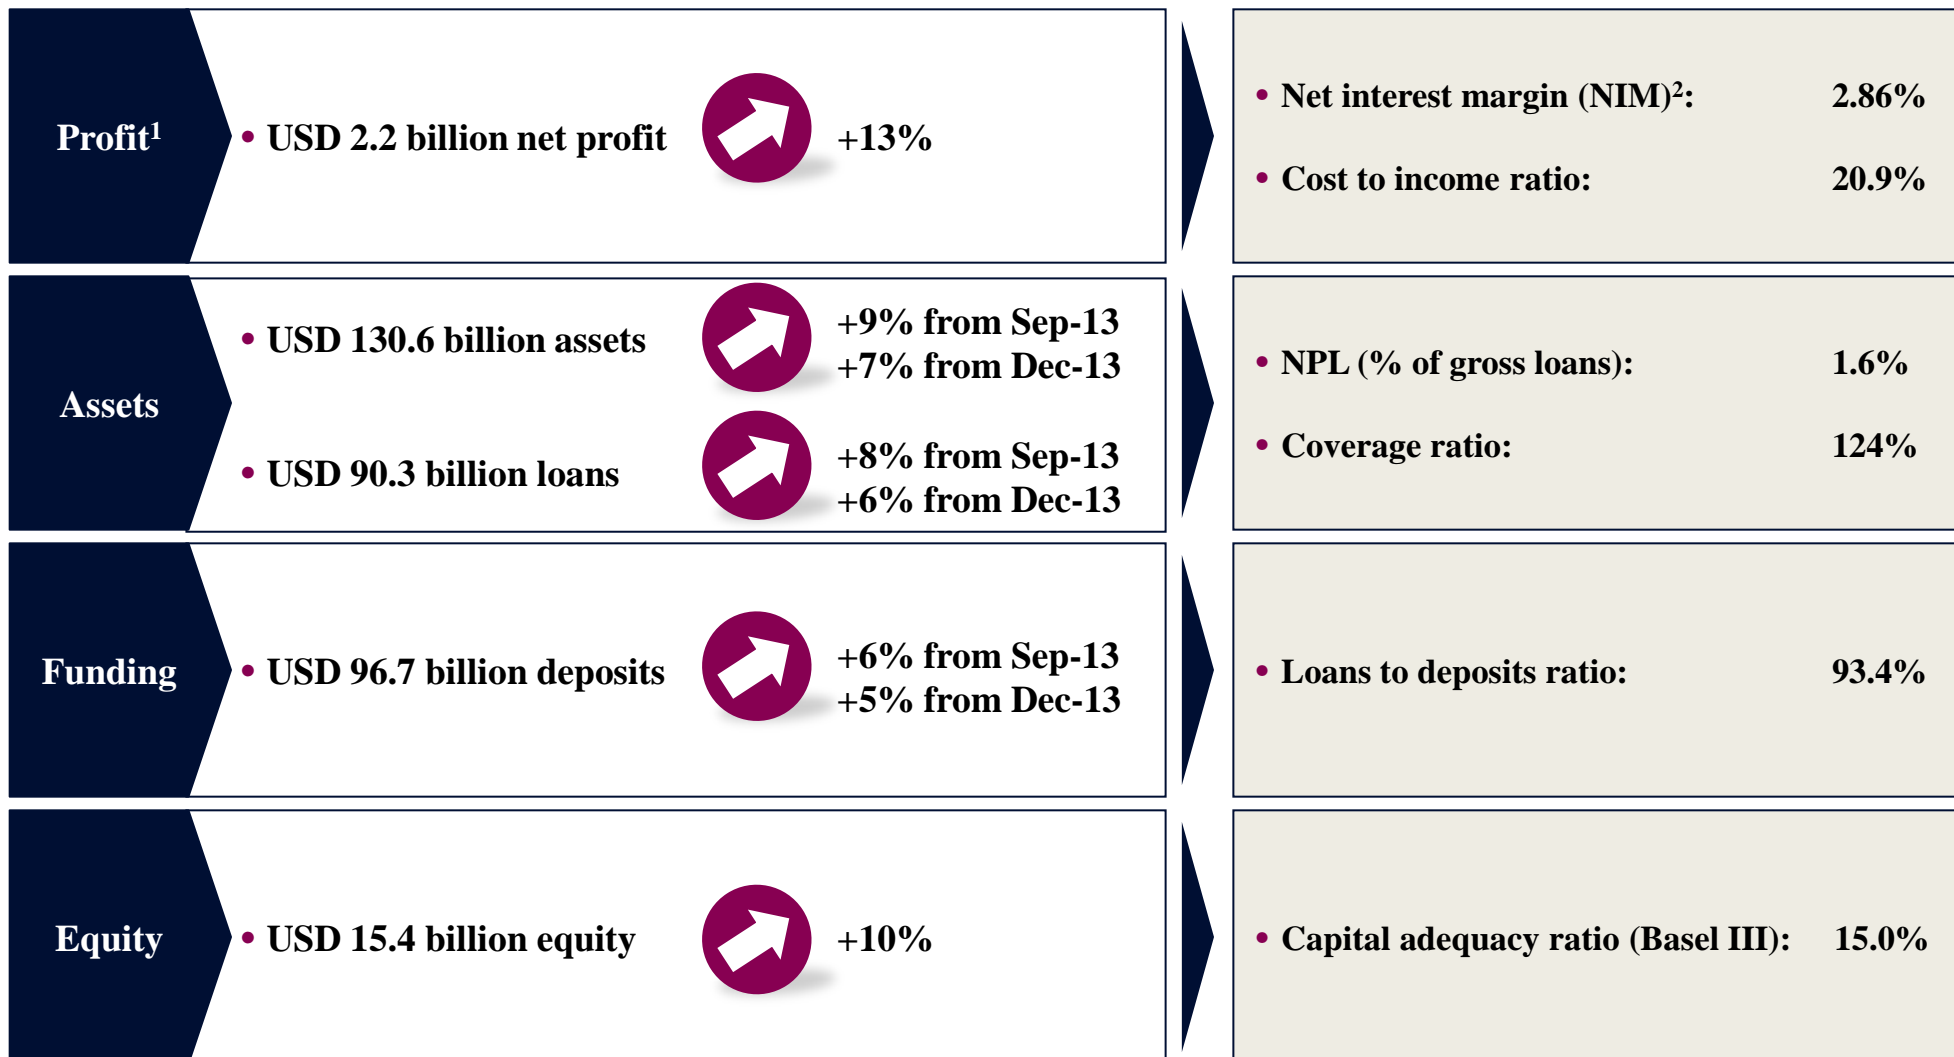 Profit¹
• USD 2.2 billion net profit
+13%
• Net interest margin (NIM)²: 2.86%
• Cost to income ratio: 20.9%
Assets
• USD 130.6 billion assets
+9% from Sep-13
+7% from Dec-13
• USD 90.3 billion loans
+8% from Sep-13
+6% from Dec-13
• NPL (% of gross loans): 1.6%
• Coverage ratio: 124%
Funding
• USD 96.7 billion deposits
+6% from Sep-13
+5% from Dec-13
• Loans to deposits ratio: 93.4%
Equity
• USD 15.4 billion equity
+10%
• Capital adequacy ratio (Basel III): 15.0%